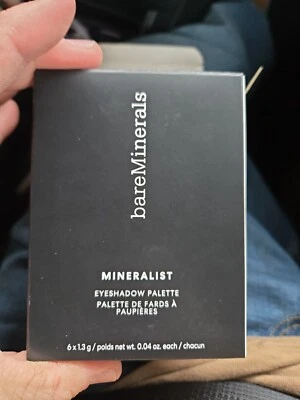 bareMinerals
MINERALIST
EYESHADOW PALETTE
PALETTE DE FARDS À
PAUPIÈRES
6 x 1.3 g / poids net wt. 0.04 oz. each / chacun